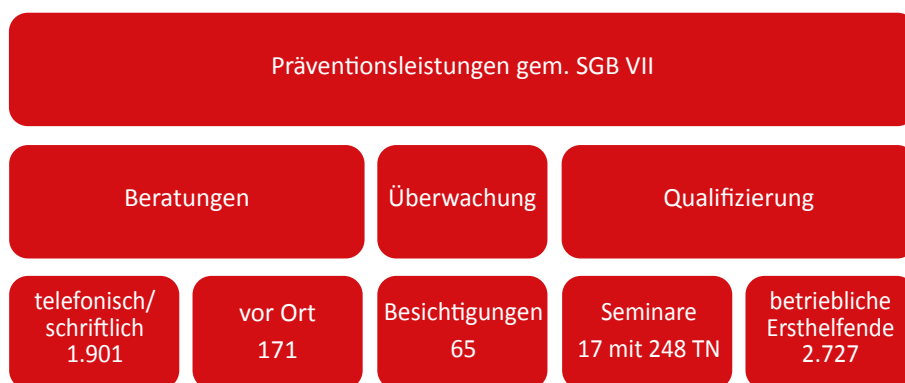 Präventionsleistungen gem. SGB VII
Beratungen
Überwachung
Qualifizierung
telefonisch/
schriftlich
1.901
vor Ort
171
Besichtigungen
65
Seminare
17 mit 248 TN
betriebliche
Ersthelfende
2.727